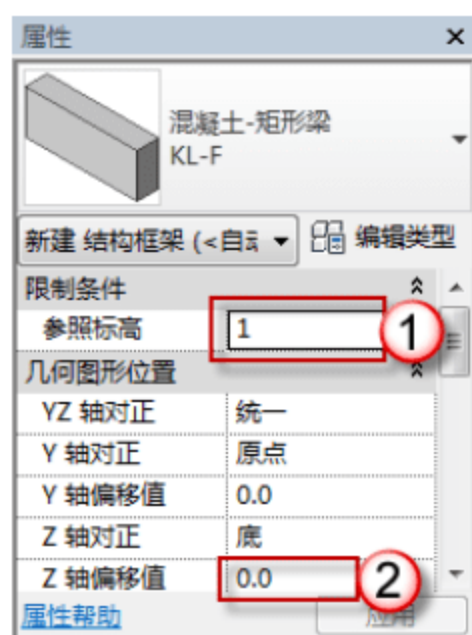 属性
混凝土-矩形梁
KL-F
新建 结构框架 (<自动
编辑类型
限制条件
参照标高 1
1
几何图形位置
YZ 轴对正 统一
Y 轴对正 原点
Y 轴偏移值 0.0
Z 轴对正 底
Z 轴偏移值 0.0
2
属性帮助 应用